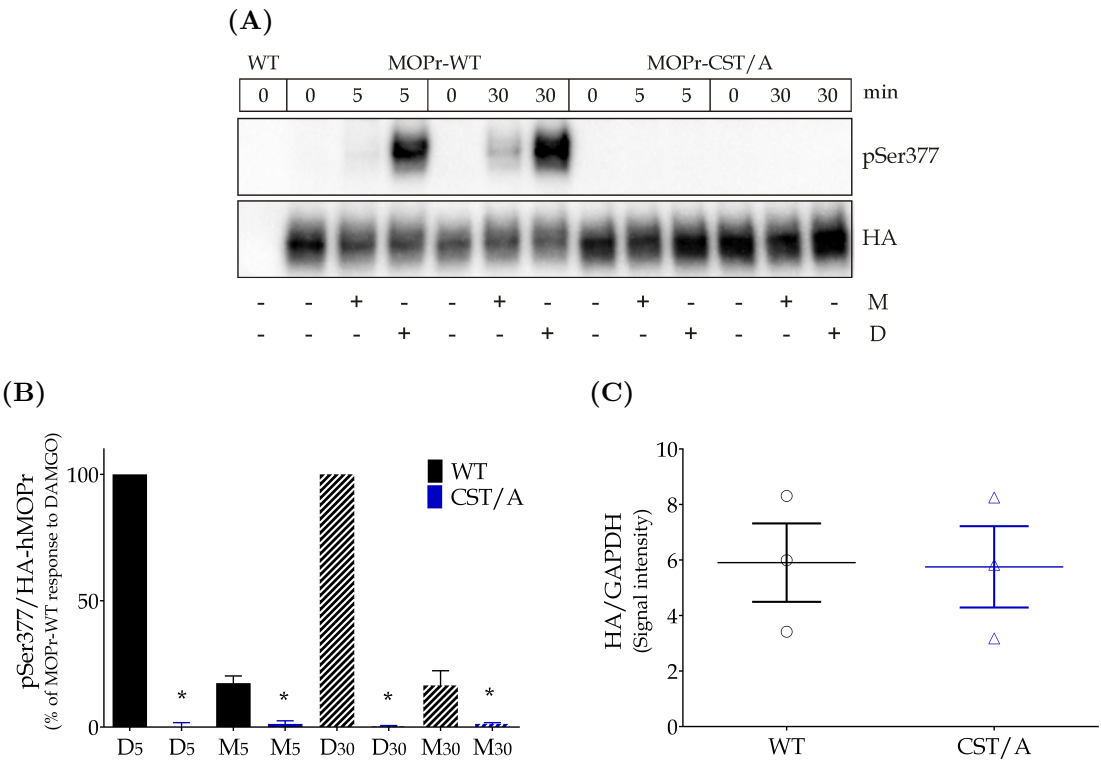 (A)
WT MOPr-WT MOPr-CST/A
0 0 5 5 0 30 30 0 5 5 0 30 30 min
pSer377
HA
- - + - - + - - + - - + - M
- - - + - - + - - + - - + D
(B)
pSer377/HA-hMOPr
(% of MOPr-WT response to DAMGO)
100
50
0
WT
CST/A
* * * *
D5 D5 M5 M5 D30 D30 M30 M30
(C)
HA/GAPDH
(Signal intensity)
10
8
6
4
2
0
WT CST/A